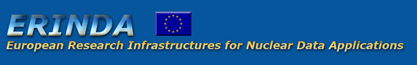 ERINDA
European Research Infrastructures for Nuclear Data Applications